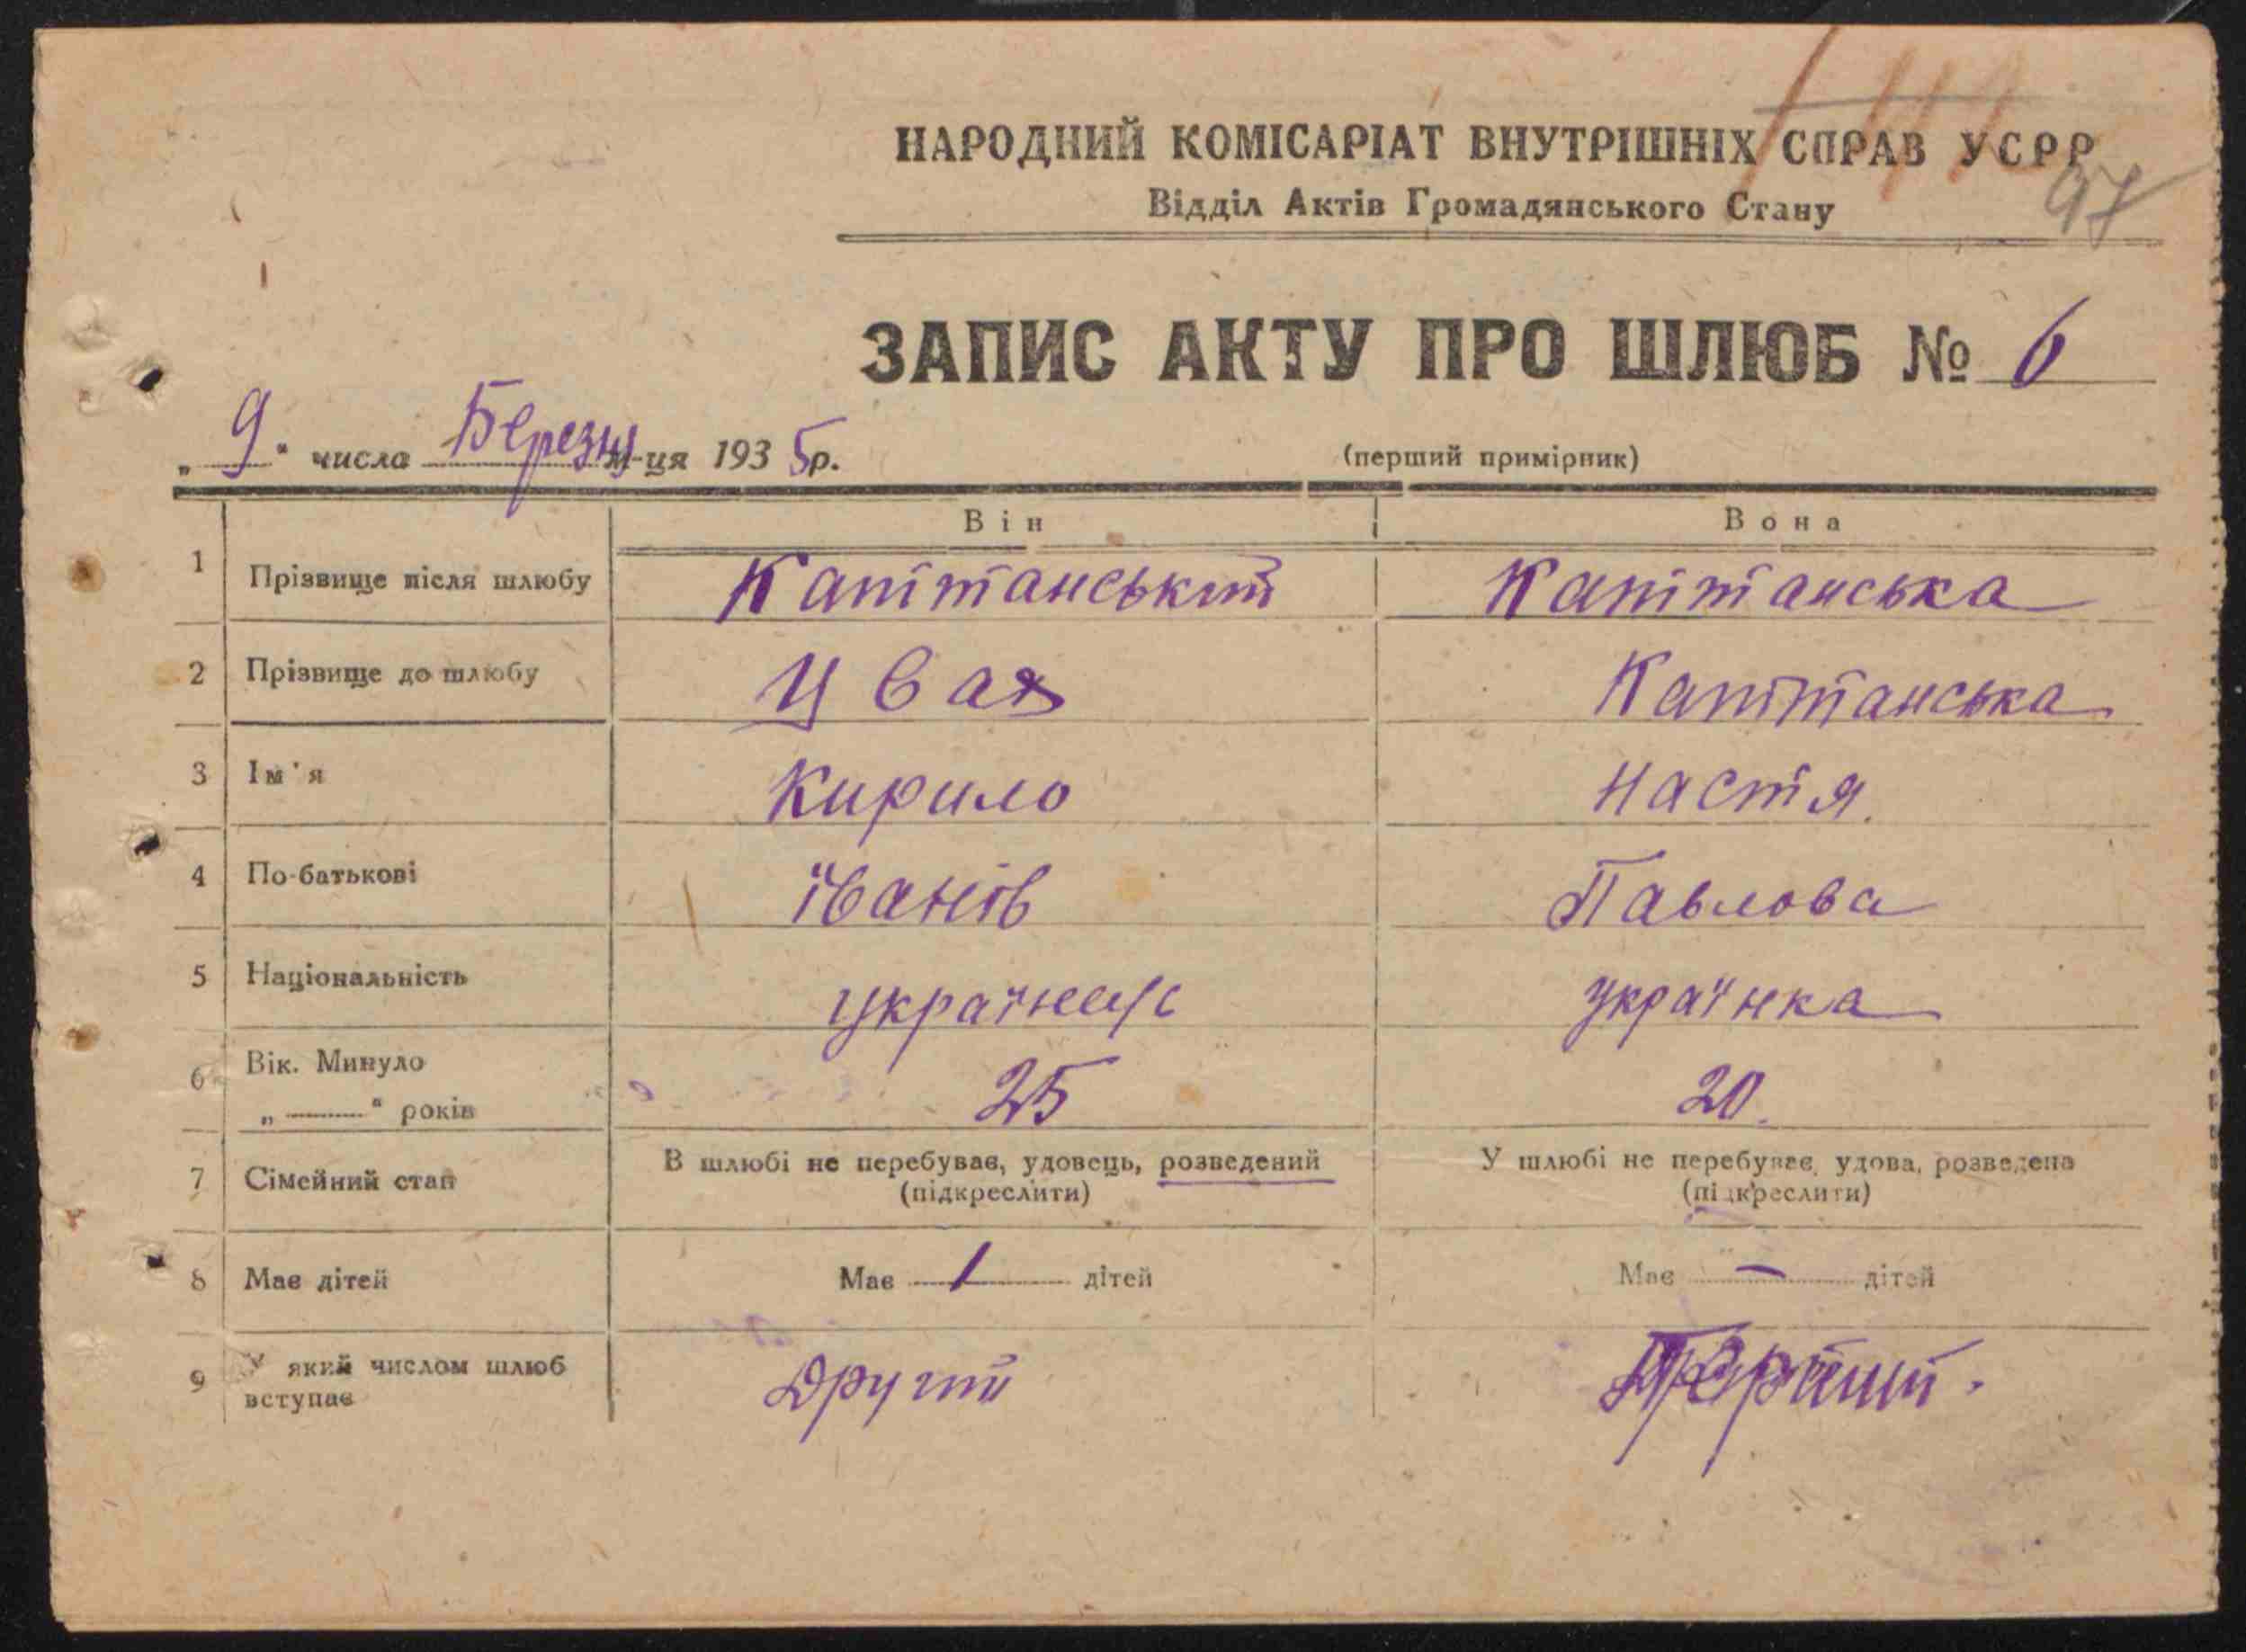 НАРОДНИЙ КОМІСАРІАТ ВНУТРІШНІХ СПРАВ УСРР
97
Відділ Актів Громадянського Стану
ЗАПИС АКТУ ПРО ШЛЮБ № 6
„9“ числа Березня м-ця 1935р.
(перший примірник)
Він Вона
1 Прізвище після шлюбу Капітанський Капітанська
2 Прізвище до шлюбу Цвах Капітанська
3 Ім'я Кирило Настя.
4 По-батькові Іванів Павлова
5 Національність українець українка
6 Вік. Минуло
„ “ років 25 20.
7 Сімейний стан В шлюбі не перебував, удовець, розведений У шлюбі не перебуває, удова, розведена
(підкреслити) (підкреслити)
8 Має дітей Має 1 дітей Має — дітей
9 У який числом шлюб
вступає Другий Перший.